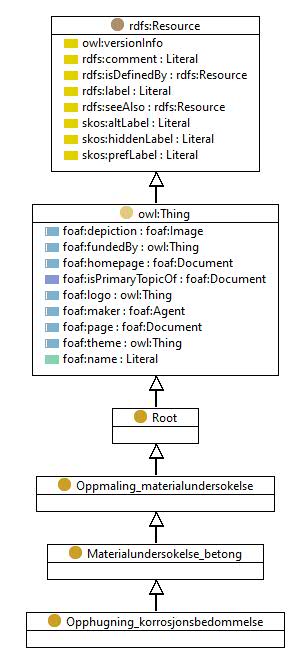 rdfs:Resource
owl:versionInfo
rdfs:comment : Literal
rdfs:isDefinedBy : rdfs:Resource
rdfs:label : Literal
rdfs:seeAlso : rdfs:Resource
skos:altLabel : Literal
skos:hiddenLabel : Literal
skos:prefLabel : Literal
owl:Thing
foaf:depiction : foaf:Image
foaf:fundedBy : owl:Thing
foaf:homepage : foaf:Document
foaf:isPrimaryTopicOf : foaf:Document
foaf:logo : owl:Thing
foaf:maker : foaf:Agent
foaf:page : foaf:Document
foaf:theme : owl:Thing
foaf:name : Literal
Root
Oppmaling_materialundersokelse
Materialundersokelse_betong
Opphugning_korrosjonsbedommelse